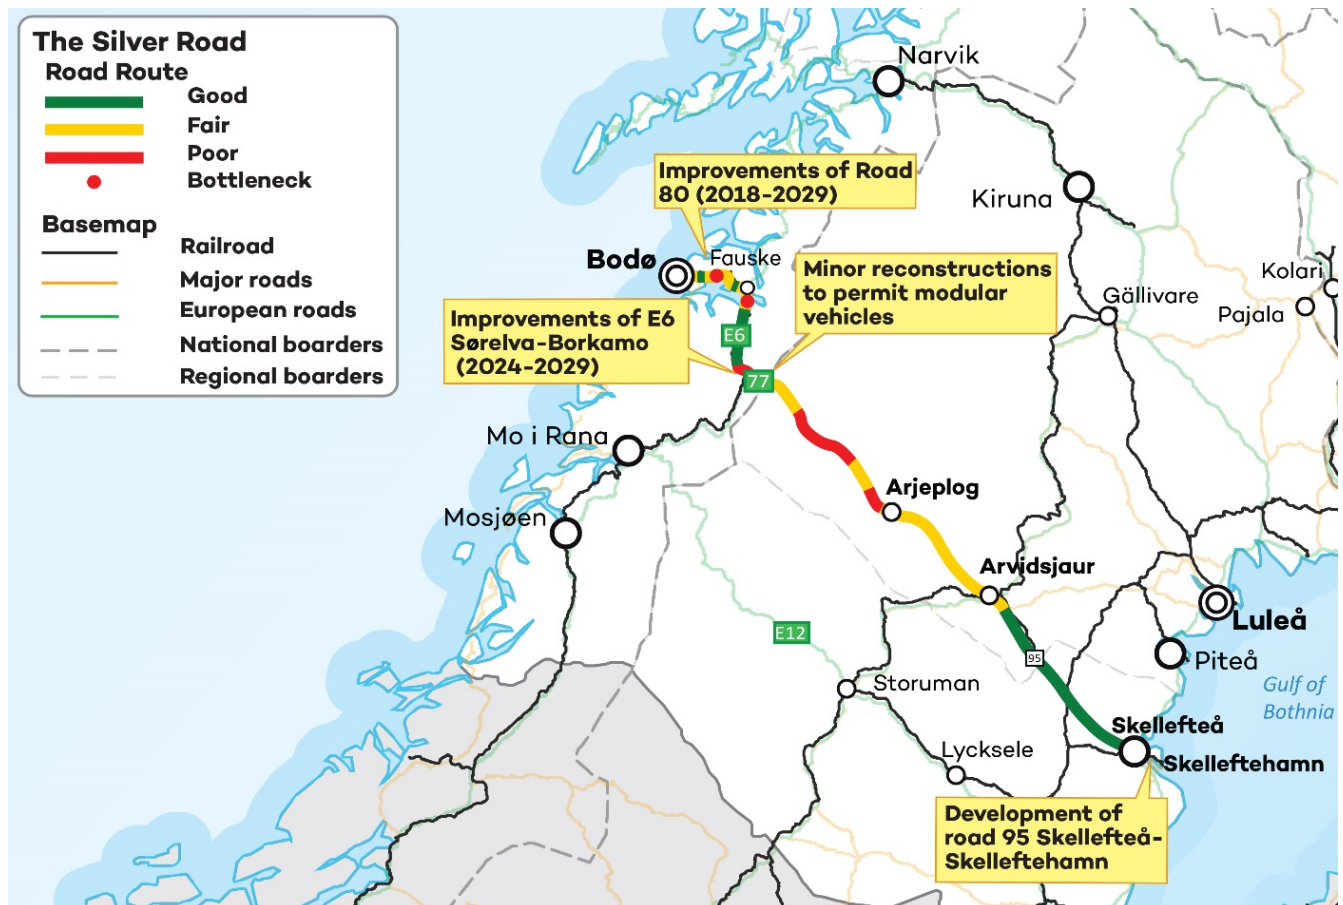 The Silver Road
Road Route
Good
Fair
Poor
Bottleneck
Basemap
Railroad
Major roads
European roads
National boarders
Regional boarders
Narvik
Improvements of Road
80 (2018-2029)
Kiruna
Bodø
Fauske
Minor reconstructions
to permit modular
vehicles
Kolari
Gällivare
Pajala
Improvements of E6
Sørelva-Borkamo
(2024-2029)
E6
77
Mo i Rana
Arjeplog
Mosjøen
Arvidsjaur
Luleå
E12
95
Piteå
Storuman
Gulf of
Bothnia
Skellefteå
Lycksele
Skelleftehamn
Development of
road 95 Skellefteå-
Skelleftehamn